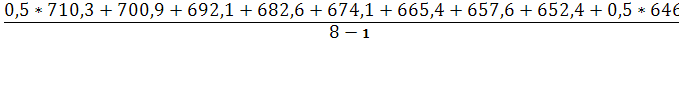 0,5 * 710,3 + 700,9 + 692,1 + 682,6 + 674,1 + 665,4 + 657,6 + 652,4 + 0,5 * 646
8 − 1